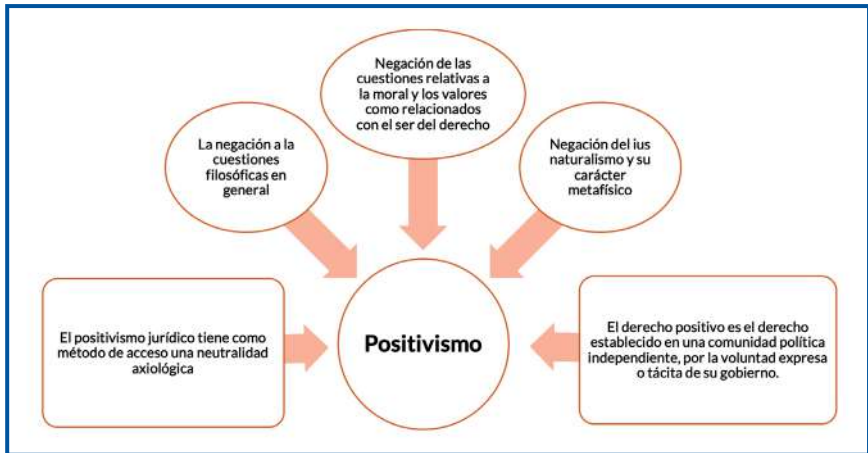 Negación de las
cuestiones relativas a
la moral y los valores
como relacionados
con el ser del derecho
La negación a la
cuestiones
filosóficas en
general
Negación del ius
naturalismo y su
carácter
metafísico
El positivismo jurídico tiene como
método de acceso una neutralidad
axiológica
Positivismo
El derecho positivo es el derecho
establecido en una comunidad política
independiente, por la voluntad expresa
o tácita de su gobierno.